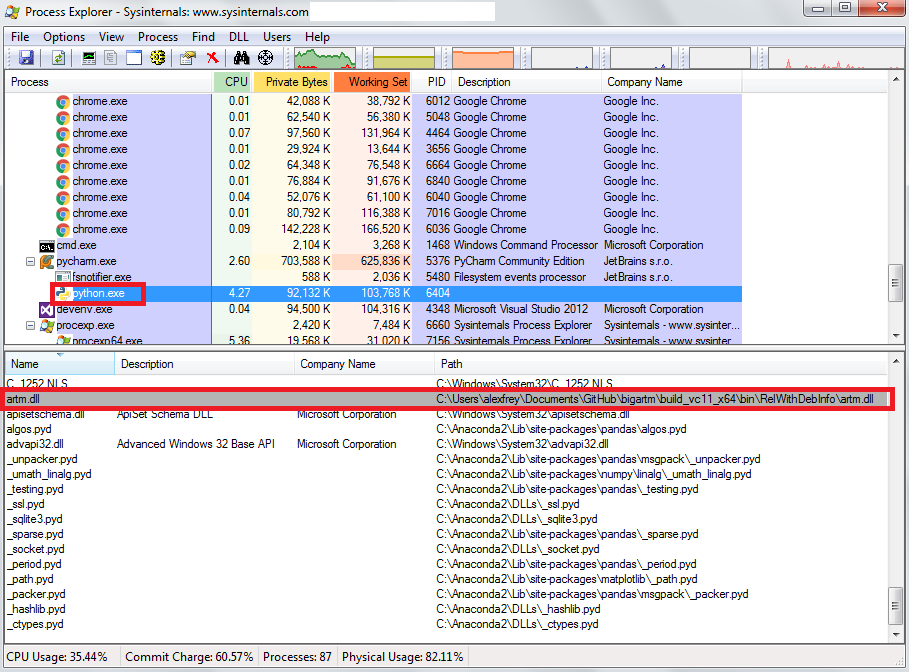 Process Explorer - Sysinternals: www.sysinternals.com
File Options View Process Find DLL Users Help
Process CPU Private Bytes Working Set PID Description Company Name
chrome.exe 0.01 42,088 K 38,792 K 6012 Google Chrome Google Inc.
chrome.exe 0.01 62,540 K 56,380 K 5048 Google Chrome Google Inc.
chrome.exe 0.07 97,560 K 131,964 K 4464 Google Chrome Google Inc.
chrome.exe 0.01 29,924 K 13,644 K 3656 Google Chrome Google Inc.
chrome.exe 0.02 64,348 K 76,548 K 6664 Google Chrome Google Inc.
chrome.exe 0.01 76,884 K 91,676 K 6840 Google Chrome Google Inc.
chrome.exe 0.04 52,076 K 61,100 K 6040 Google Chrome Google Inc.
chrome.exe 0.01 80,792 K 116,388 K 7016 Google Chrome Google Inc.
chrome.exe 0.09 142,228 K 166,520 K 6036 Google Chrome Google Inc.
cmd.exe 2,104 K 3,268 K 1468 Windows Command Processor Microsoft Corporation
pycharm.exe 2.60 703,588 K 625,836 K 5376 PyCharm Community Edition JetBrains s.r.o.
fsnotifier.exe 588 K 2,036 K 5480 Filesystem events processor JetBrains s.r.o.
python.exe 4.27 92,132 K 103,768 K 6404
devenv.exe 0.04 94,500 K 104,316 K 4348 Microsoft Visual Studio 2012 Microsoft Corporation
procexp.exe 2,420 K 7,484 K 6660 Sysinternals Process Explorer Sysinternals - www.sysinter...
procexp64.exe 5.36 19,568 K 31,020 K 7156 Sysinternals Process Explorer Sysinternals - www.sysinter...
Name Description Company Name Path
C_1252.NLS C:\Windows\System32\C_1252.NLS
artm.dll C:\Users\alexfrey\Documents\GitHub\bigartm\build_vc11_x64\bin\RelWithDebInfo\artm.dll
apisetschema.dll ApiSet Schema DLL Microsoft Corporation C:\Windows\System32\apisetschema.dll
algos.pyd C:\Anaconda2\Lib\site-packages\pandas\algos.pyd
advapi32.dll Advanced Windows 32 Base API Microsoft Corporation C:\Windows\System32\advapi32.dll
_unpacker.pyd C:\Anaconda2\Lib\site-packages\pandas\msgpack\_unpacker.pyd
_umath_linalg.pyd C:\Anaconda2\Lib\site-packages\numpy\linalg\_umath_linalg.pyd
_testing.pyd C:\Anaconda2\Lib\site-packages\pandas\_testing.pyd
_ssl.pyd C:\Anaconda2\DLLs\_ssl.pyd
_sqlite3.pyd C:\Anaconda2\DLLs\_sqlite3.pyd
_sparse.pyd C:\Anaconda2\Lib\site-packages\pandas\_sparse.pyd
_socket.pyd C:\Anaconda2\DLLs\_socket.pyd
_period.pyd C:\Anaconda2\Lib\site-packages\pandas\_period.pyd
_path.pyd C:\Anaconda2\Lib\site-packages\matplotlib\_path.pyd
_packer.pyd C:\Anaconda2\Lib\site-packages\pandas\msgpack\_packer.pyd
_hashlib.pyd C:\Anaconda2\DLLs\_hashlib.pyd
_ctypes.pyd C:\Anaconda2\DLLs\_ctypes.pyd
CPU Usage: 35.44% Commit Charge: 60.57% Processes: 87 Physical Usage: 82.11%